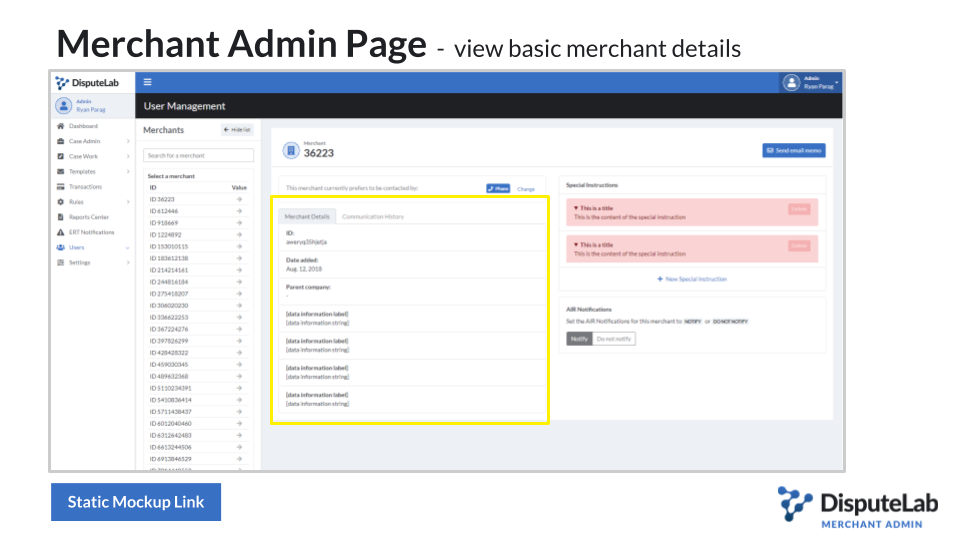 Merchant Admin Page - view basic merchant details
DisputeLab
Admin
Ryan Parag
Admin
Ryan Parag
User Management
Dashboard
Case Admin
Case Work
Templates
Transactions
Rules
Reports Center
ERT Notifications
Users
Settings
Merchants
Hide list
Search for a merchant
Select a merchant
ID Value
ID 36223
ID 612446
ID 918669
ID 1224892
ID 153010115
ID 183612138
ID 214214161
ID 244816184
ID 275418207
ID 306020230
ID 336622253
ID 367224276
ID 397826299
ID 428428322
ID 459030345
ID 489632368
ID 5110234391
ID 5410836414
ID 5711438437
ID 6012040460
ID 6312642483
ID 6613244506
ID 6913846529
Merchant
36223
Send email memo
This merchant currently prefers to be contacted by:
Phone
Change
Merchant Details
Communication History
ID:
Date added:
Aug. 12, 2018
Parent company:
-
[data information label]
[data information string]
[data information label]
[data information string]
[data information label]
[data information string]
[data information label]
[data information string]
Special Instructions
This is a title
This is the content of the special instruction
Delete
This is a title
This is the content of the special instruction
Delete
+ New Special Instruction
AIR Notifications
Set the AIR Notifications for this merchant to NOTIFY or DO NOT NOTIFY
Notify
Do not notify
Static Mockup Link
DisputeLab
MERCHANT ADMIN